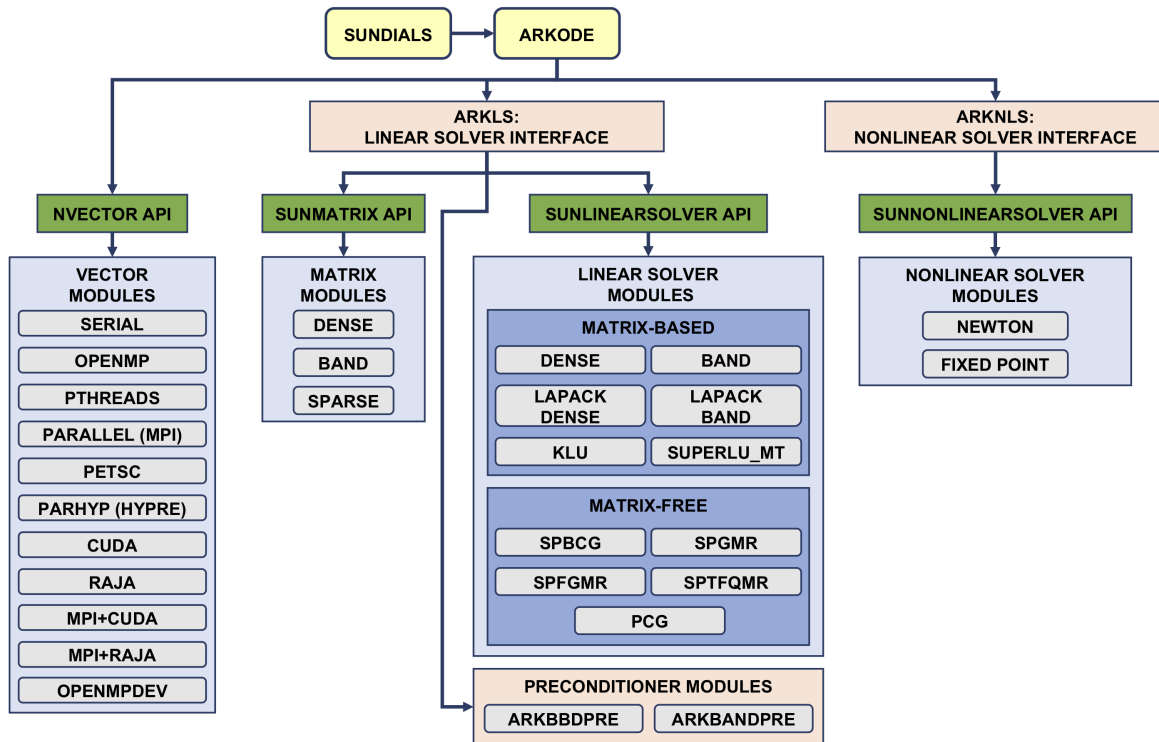 SUNDIALS
ARKODE
ARKLS:
LINEAR SOLVER INTERFACE
ARKNLS:
NONLINEAR SOLVER INTERFACE
NVECTOR API
SUNMATRIX API
SUNLINEARSOLVER API
SUNNONLINEARSOLVER API
VECTOR
MODULES
SERIAL
OPENMP
PTHREADS
PARALLEL (MPI)
PETSC
PARHYP (HYPRE)
CUDA
RAJA
MPI+CUDA
MPI+RAJA
OPENMPDEV
MATRIX
MODULES
DENSE
BAND
SPARSE
LINEAR SOLVER
MODULES
MATRIX-BASED
DENSE
BAND
LAPACK
DENSE
LAPACK
BAND
KLU
SUPERLU_MT
MATRIX-FREE
SPBCG
SPGMR
SPFGMR
SPTFQMR
PCG
PRECONDITIONER MODULES
ARKBBDPRE
ARKBANDPRE
NONLINEAR SOLVER
MODULES
NEWTON
FIXED POINT